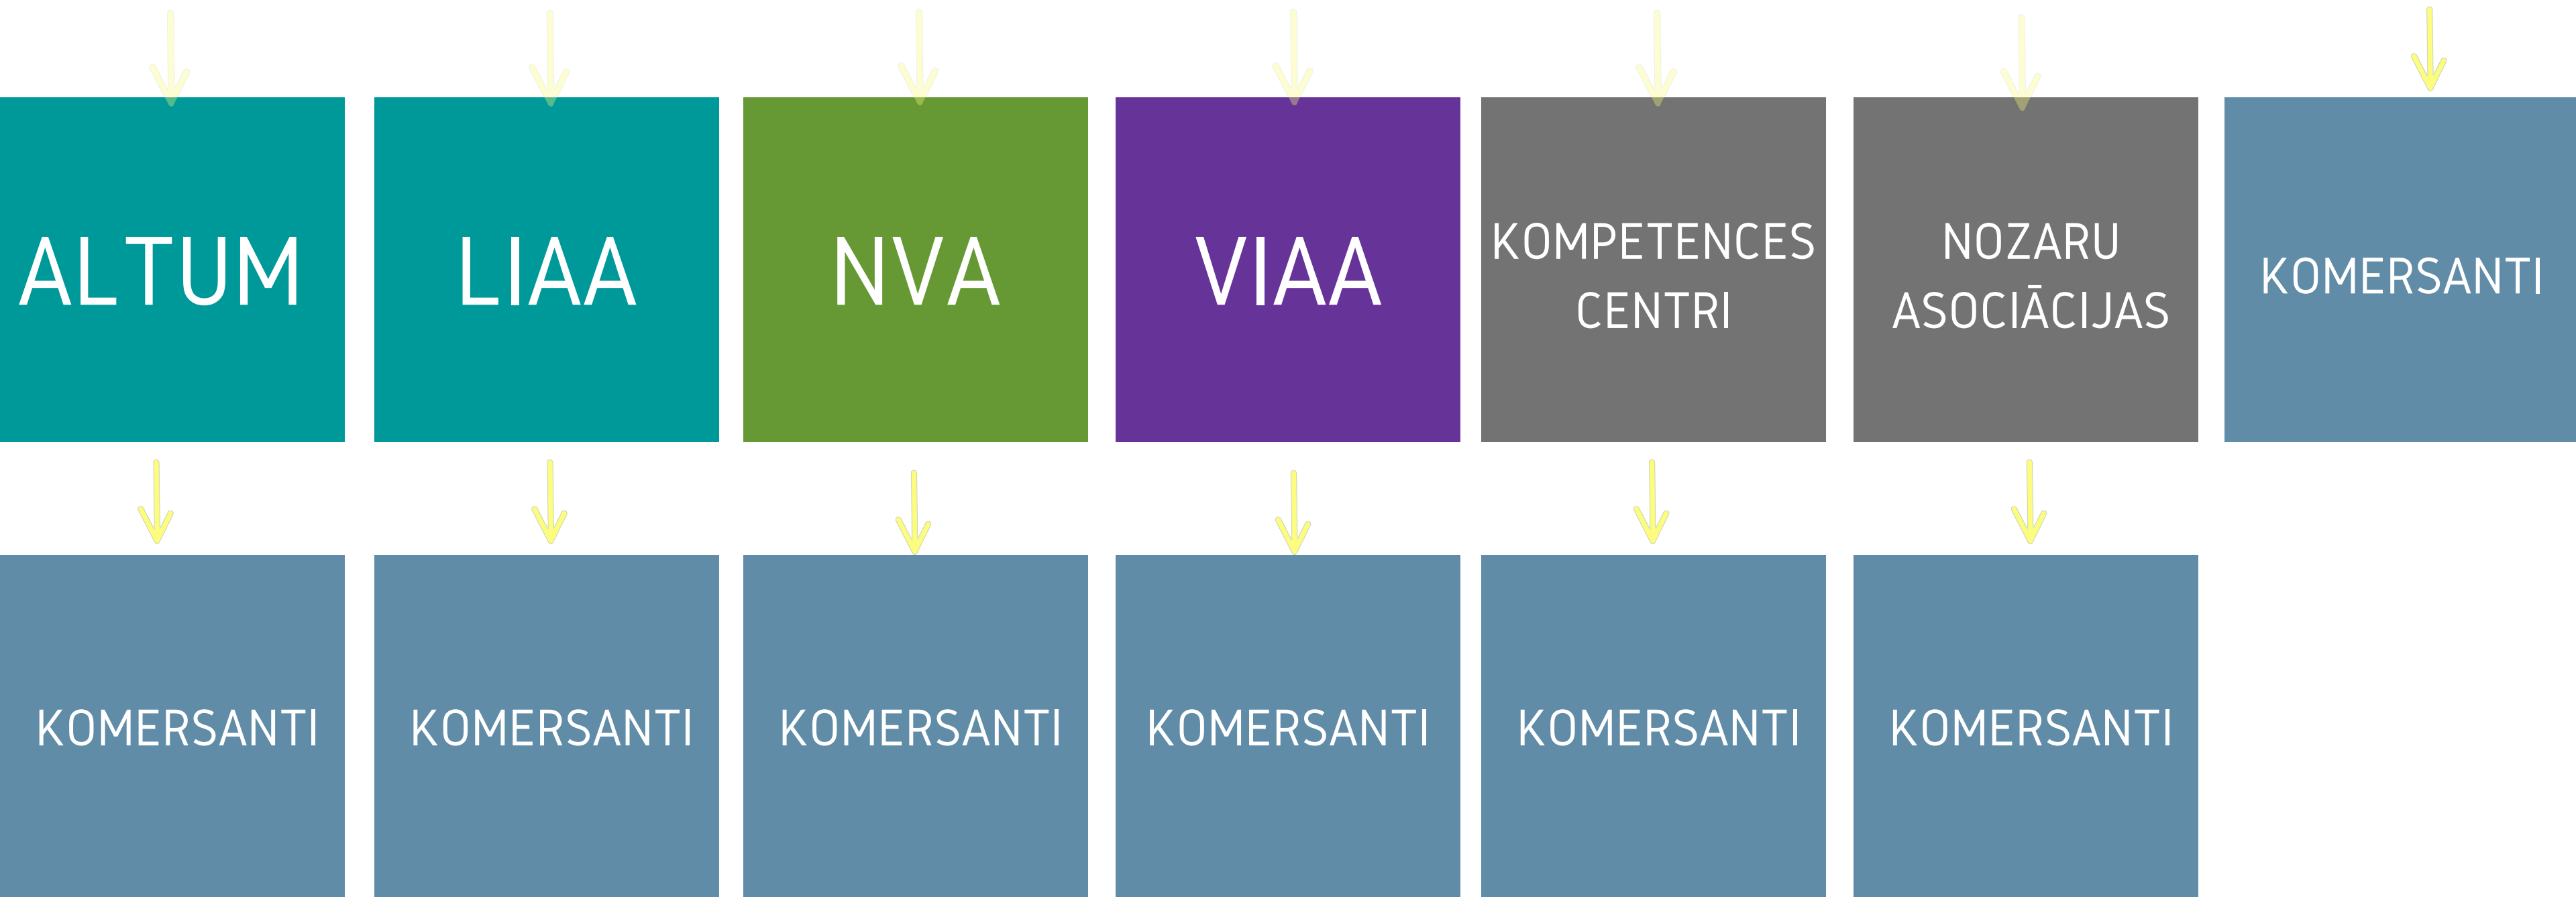 ALTUM
LIAA
NVA
VIAA
KOMPETENCES
CENTRI
NOZARU
ASOCIĀCIJAS
KOMERSANTI
KOMERSANTI
KOMERSANTI
KOMERSANTI
KOMERSANTI
KOMERSANTI
KOMERSANTI